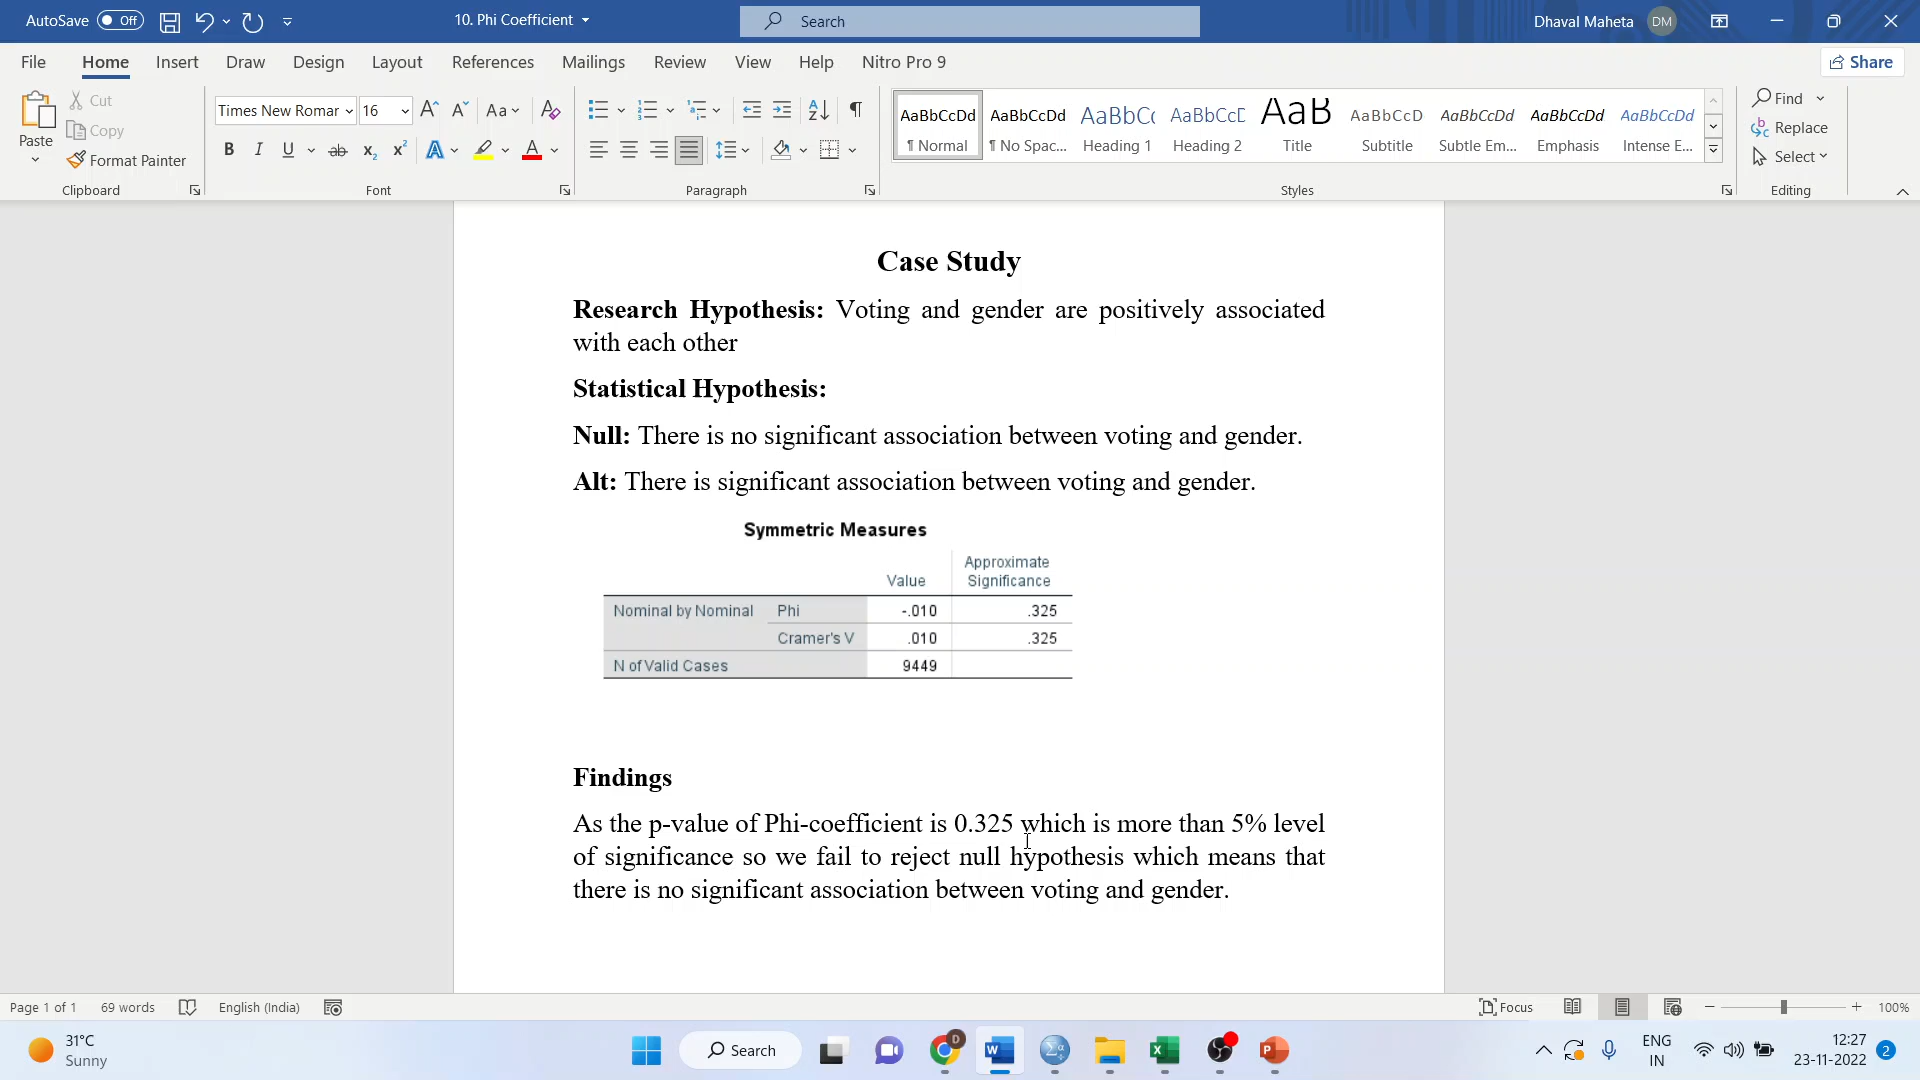 AutoSave Off 10. Phi Coefficient Search Dhaval Maheta DM
File Home Insert Draw Design Layout References Mailings Review View Help Nitro Pro 9 Share
Paste
Cut
Copy
Format Painter
Clipboard
Times New Romar 16 A A Aa A
B I U ab x₂ x² A A
Font
Paragraph
AaBbCcDd AaBbCcDd AaBbCc AaBbCcC AaB AaBbCcD AaBbCcDd AaBbCcDd AaBbCcDd
¶ Normal ¶ No Spac... Heading 1 Heading 2 Title Subtitle Subtle Em... Emphasis Intense E...
Styles
Find
Replace
Select
Editing
Case Study
Research Hypothesis: Voting and gender are positively associated
with each other
Statistical Hypothesis:
Null: There is no significant association between voting and gender.
Alt: There is significant association between voting and gender.
Symmetric Measures
Value Approximate
Significance
Nominal by Nominal Phi -.010 .325
Cramer's V .010 .325
N of Valid Cases 9449
Findings
As the p-value of Phi-coefficient is 0.325 which is more than 5% level
of significance so we fail to reject null hypothesis which means that
there is no significant association between voting and gender.
Page 1 of 1 69 words English (India) Focus 100%
31°C
Sunny
Search
ENG
IN
12:27
23-11-2022
2